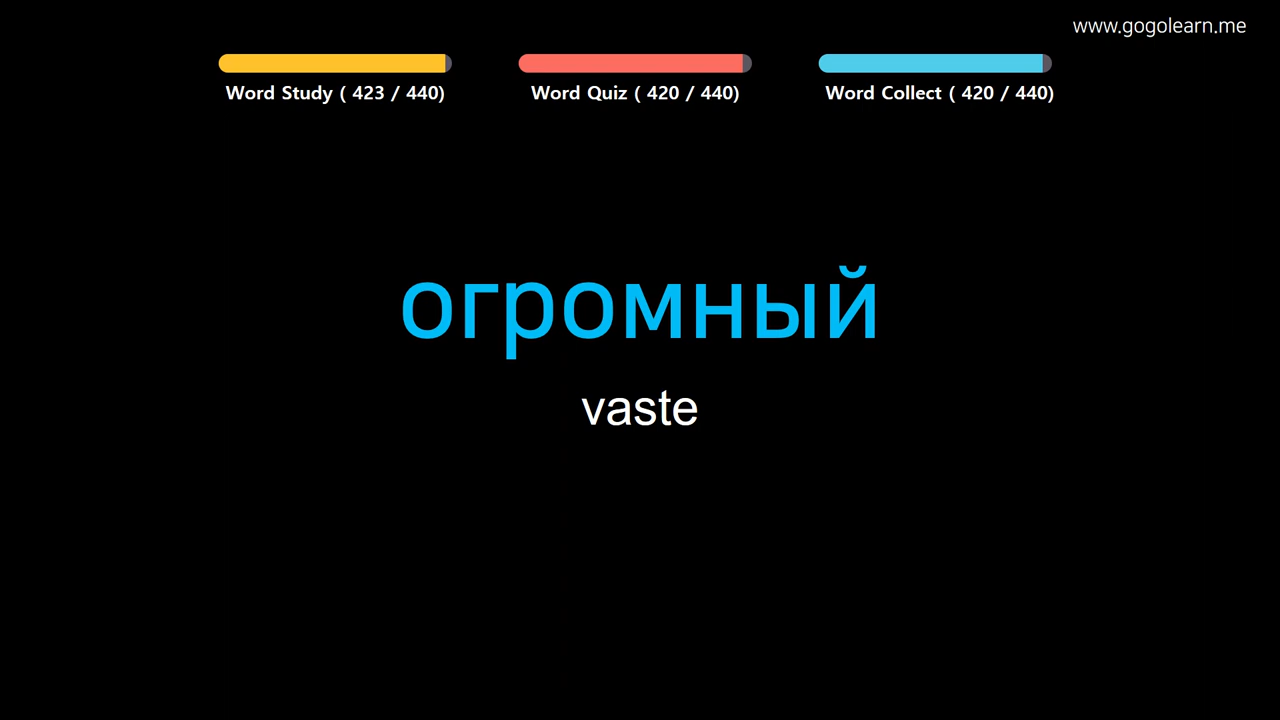 www.gogolearn.me
Word Study ( 423 / 440)
Word Quiz ( 420 / 440)
Word Collect ( 420 / 440)
огромный
vaste